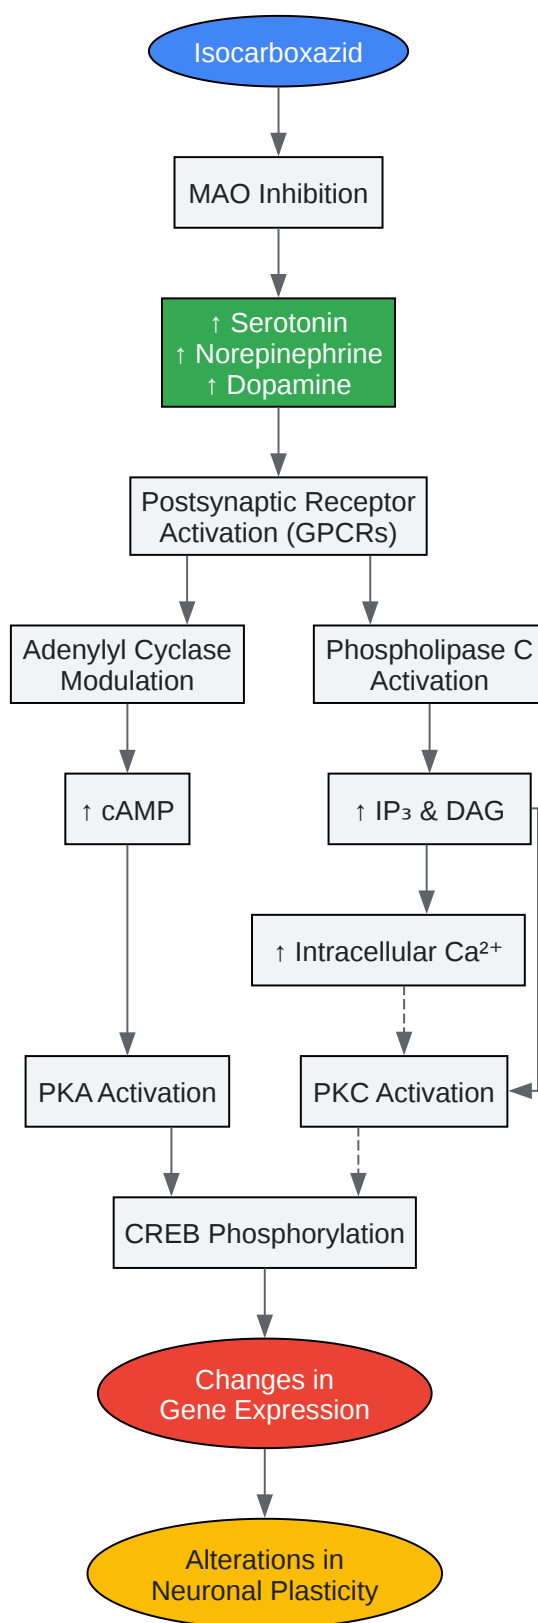 Isocarboxazid
MAO Inhibition
↑ Serotonin
↑ Norepinephrine
↑ Dopamine
Postsynaptic Receptor
Activation (GPCRs)
Adenylyl Cyclase
Modulation
Phospholipase C
Activation
↑ cAMP
↑ IP₃ & DAG
↑ Intracellular Ca²⁺
PKA Activation
PKC Activation
CREB Phosphorylation
Changes in
Gene Expression
Alterations in
Neuronal Plasticity